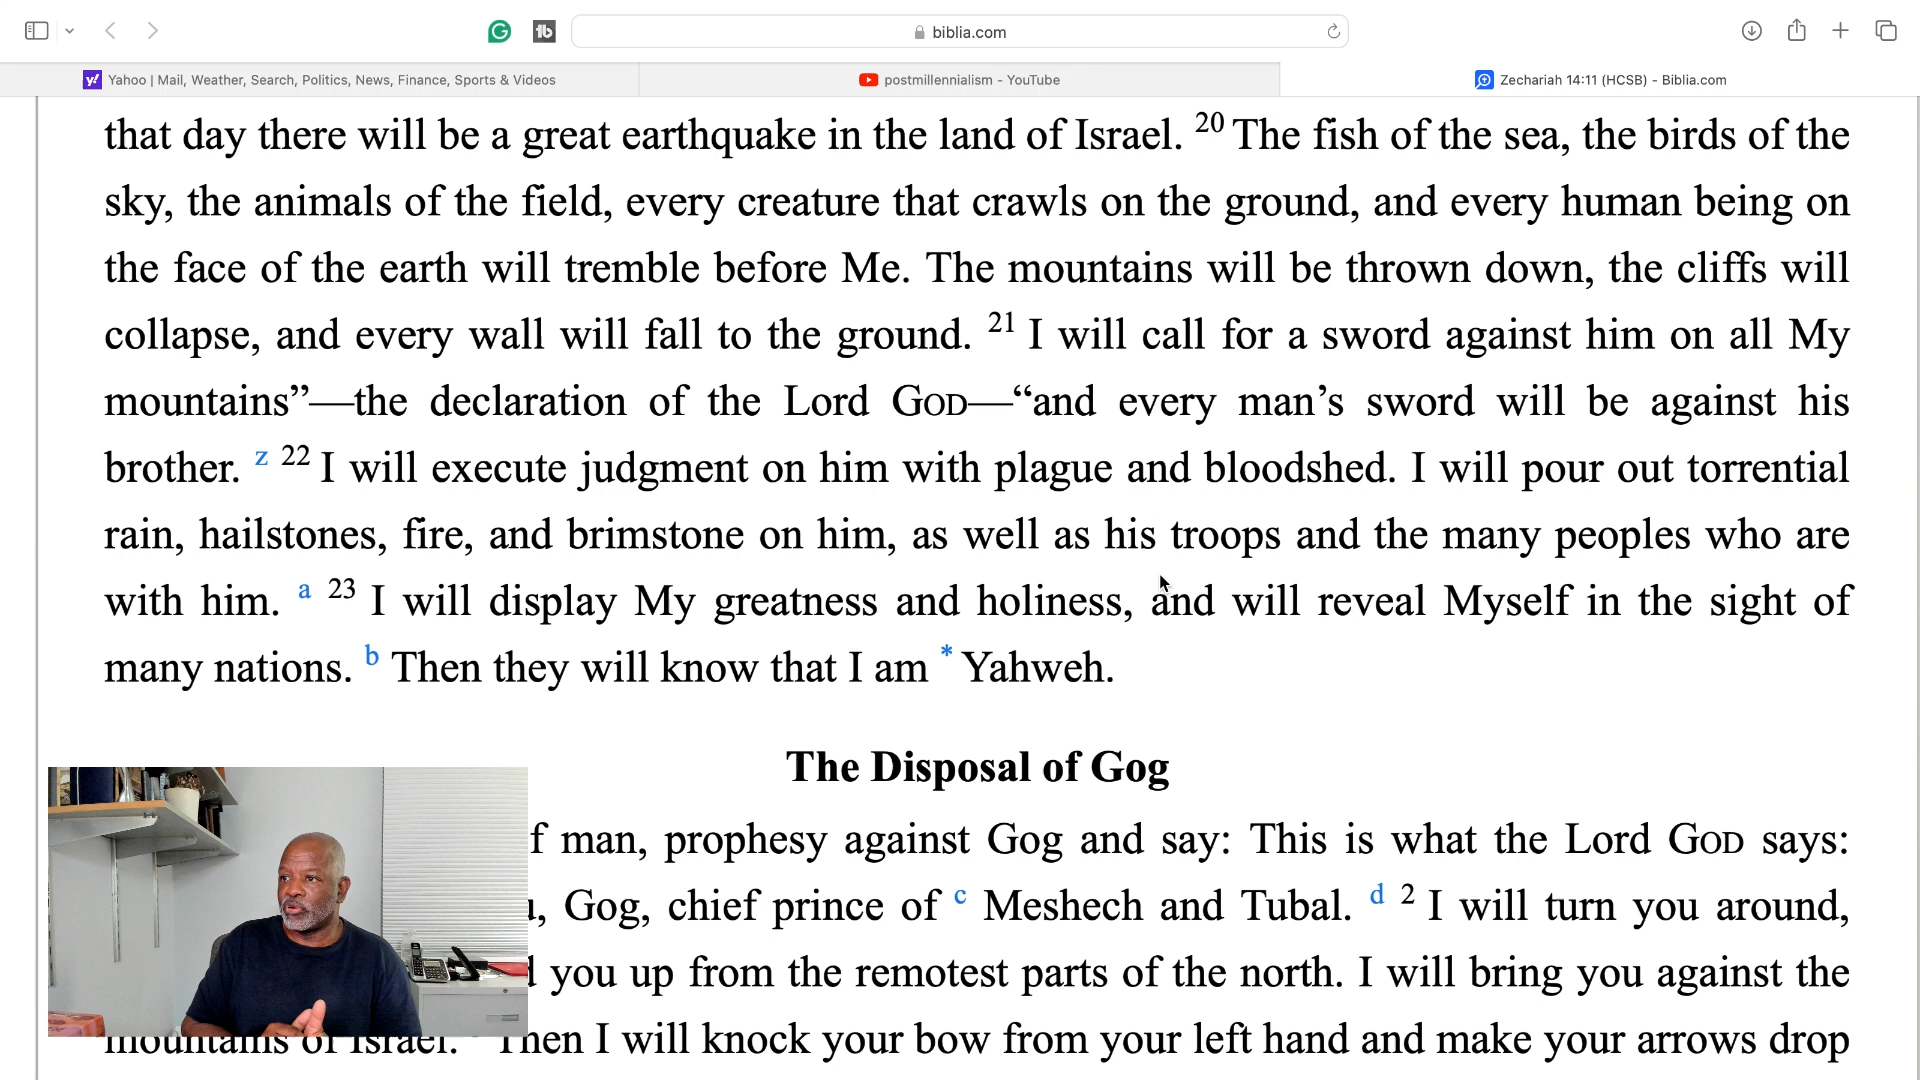 biblia.com
Yahoo | Mail, Weather, Search, Politics, News, Finance, Sports & Videos
postmillennialism - YouTube
Zechariah 14:11 (HCSB) - Biblia.com
that day there will be a great earthquake in the land of Israel. 20 The fish of the sea, the birds of the
sky, the animals of the field, every creature that crawls on the ground, and every human being on
the face of the earth will tremble before Me. The mountains will be thrown down, the cliffs will
collapse, and every wall will fall to the ground. 21 I will call for a sword against him on all My
mountains”—the declaration of the Lord GOD—“and every man’s sword will be against his
brother. z 22 I will execute judgment on him with plague and bloodshed. I will pour out torrential
rain, hailstones, fire, and brimstone on him, as well as his troops and the many peoples who are
with him. a 23 I will display My greatness and holiness, and will reveal Myself in the sight of
many nations. b Then they will know that I am * Yahweh.
The Disposal of Gog
f man, prophesy against Gog and say: This is what the Lord GOD says:
, Gog, chief prince of c Meshech and Tubal. d 2 I will turn you around,
you up from the remotest parts of the north. I will bring you against the
mountains of Israel. Then I will knock your bow from your left hand and make your arrows drop